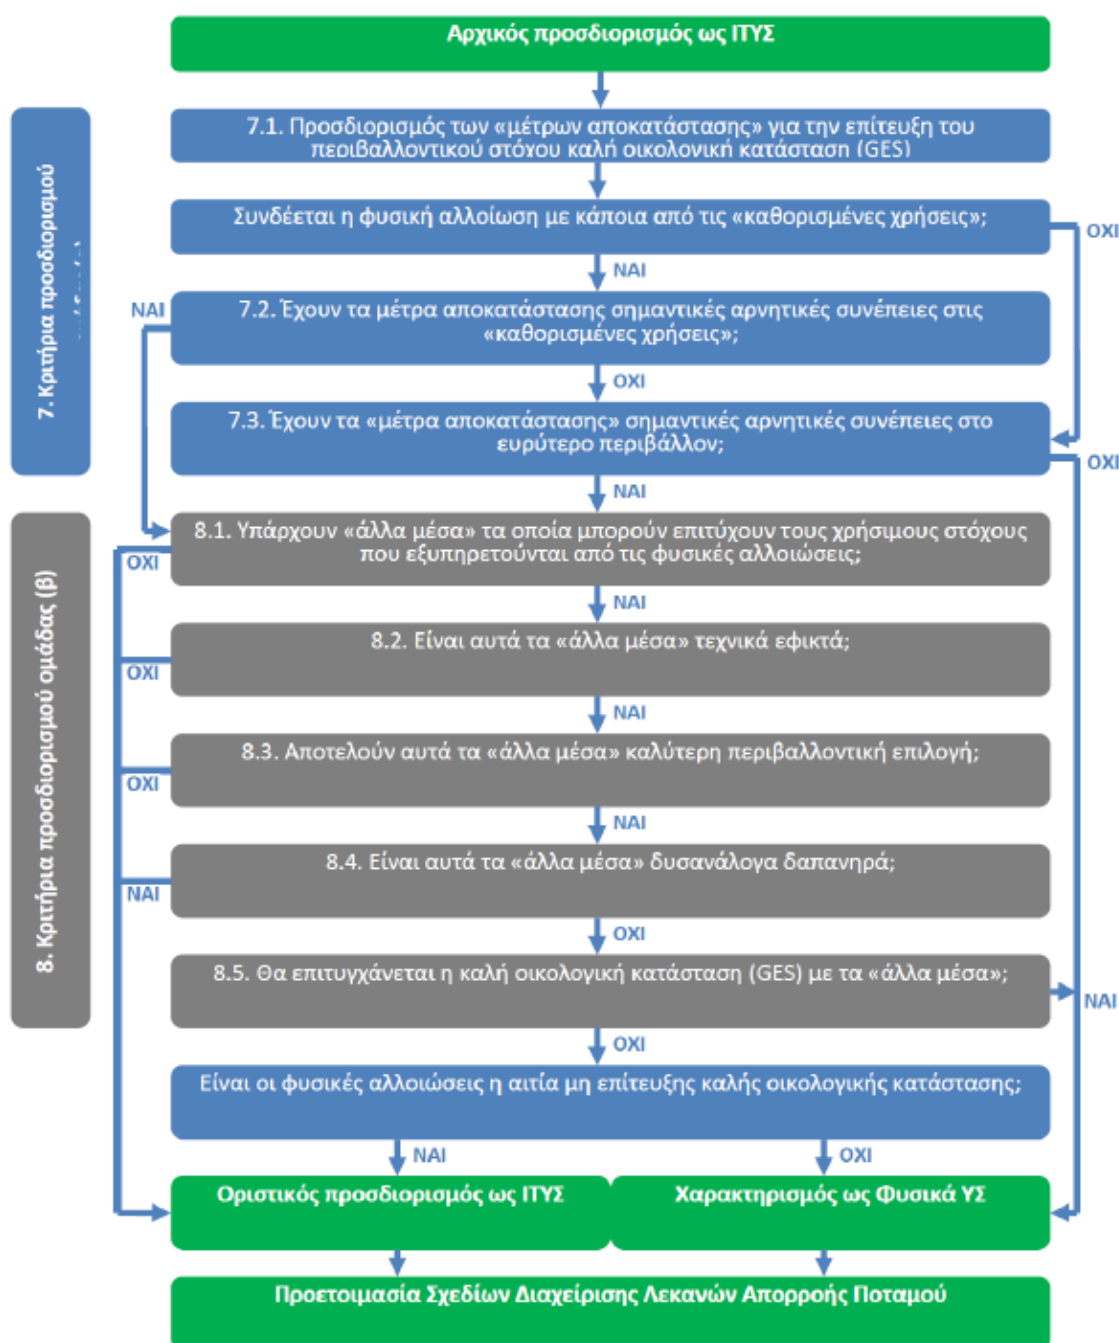 Αρχικός προσδιορισμός ως ΙΤΥΣ
7. Κριτήρια προσδιορισμού
7.1. Προσδιορισμός των «μέτρων αποκατάστασης» για την επίτευξη του
περιβαλλοντικού στόχου καλή οικολογική κατάσταση (GES)
Συνδέεται η φυσική αλλοίωση με κάποια από τις «καθορισμένες χρήσεις»;
ΟΧΙ
ΝΑΙ
ΝΑΙ
7.2. Έχουν τα μέτρα αποκατάστασης σημαντικές αρνητικές συνέπειες στις
«καθορισμένες χρήσεις»;
ΟΧΙ
7.3. Έχουν τα «μέτρα αποκατάστασης» σημαντικές αρνητικές συνέπειες στο
ευρύτερο περιβάλλον;
ΟΧΙ
ΝΑΙ
8. Κριτήρια προσδιορισμού ομάδας (β)
8.1. Υπάρχουν «άλλα μέσα» τα οποία μπορούν επιτύχουν τους χρήσιμους στόχους
που εξυπηρετούνται από τις φυσικές αλλοιώσεις;
ΟΧΙ
ΝΑΙ
8.2. Είναι αυτά τα «άλλα μέσα» τεχνικά εφικτά;
ΟΧΙ
ΝΑΙ
8.3. Αποτελούν αυτά τα «άλλα μέσα» καλύτερη περιβαλλοντική επιλογή;
ΟΧΙ
ΝΑΙ
8.4. Είναι αυτά τα «άλλα μέσα» δυσανάλογα δαπανηρά;
ΝΑΙ
ΟΧΙ
8.5. Θα επιτυγχάνεται η καλή οικολογική κατάσταση (GES) με τα «άλλα μέσα»;
ΝΑΙ
ΟΧΙ
Είναι οι φυσικές αλλοιώσεις η αιτία μη επίτευξης καλής οικολογικής κατάστασης;
ΝΑΙ
ΟΧΙ
Οριστικός προσδιορισμός ως ΙΤΥΣ
Χαρακτηρισμός ως Φυσικά ΥΣ
Προετοιμασία Σχεδίων Διαχείρισης Λεκανών Απορροής Ποταμού